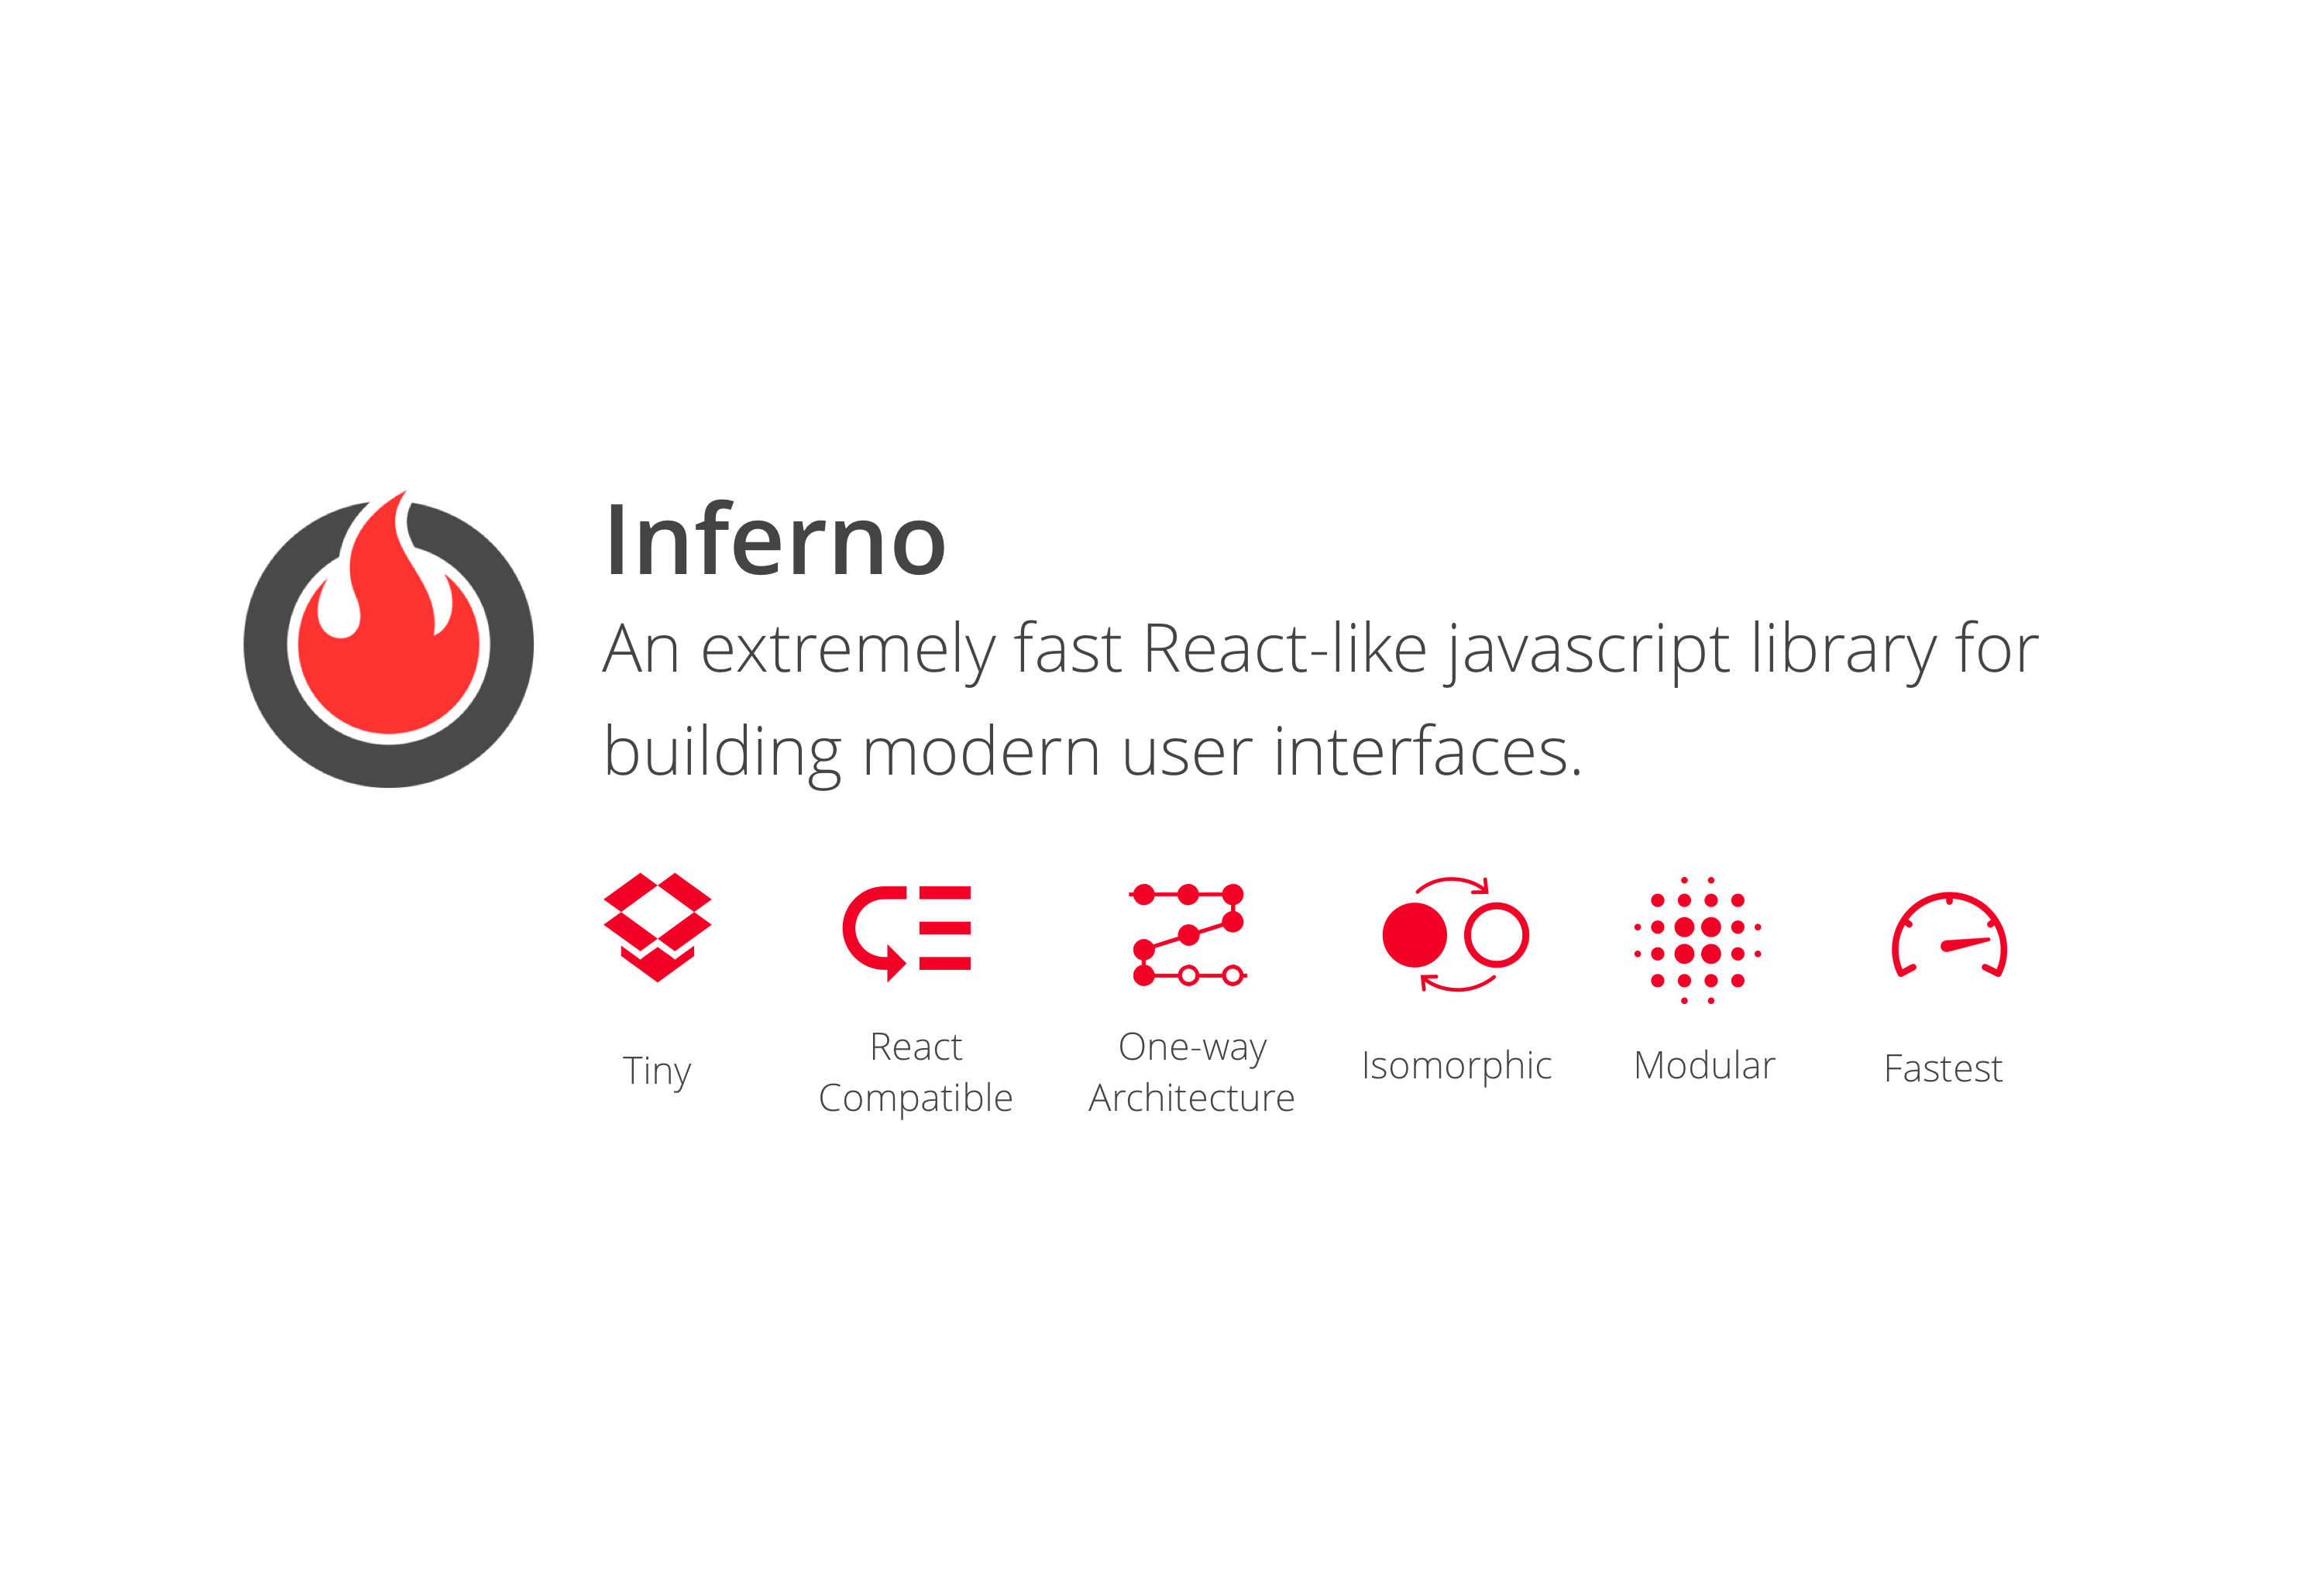 Inferno
An extremely fast React-like javascript library for
building modern user interfaces.
Tiny
React
Compatible
One-way
Architecture
Isomorphic
Modular
Fastest